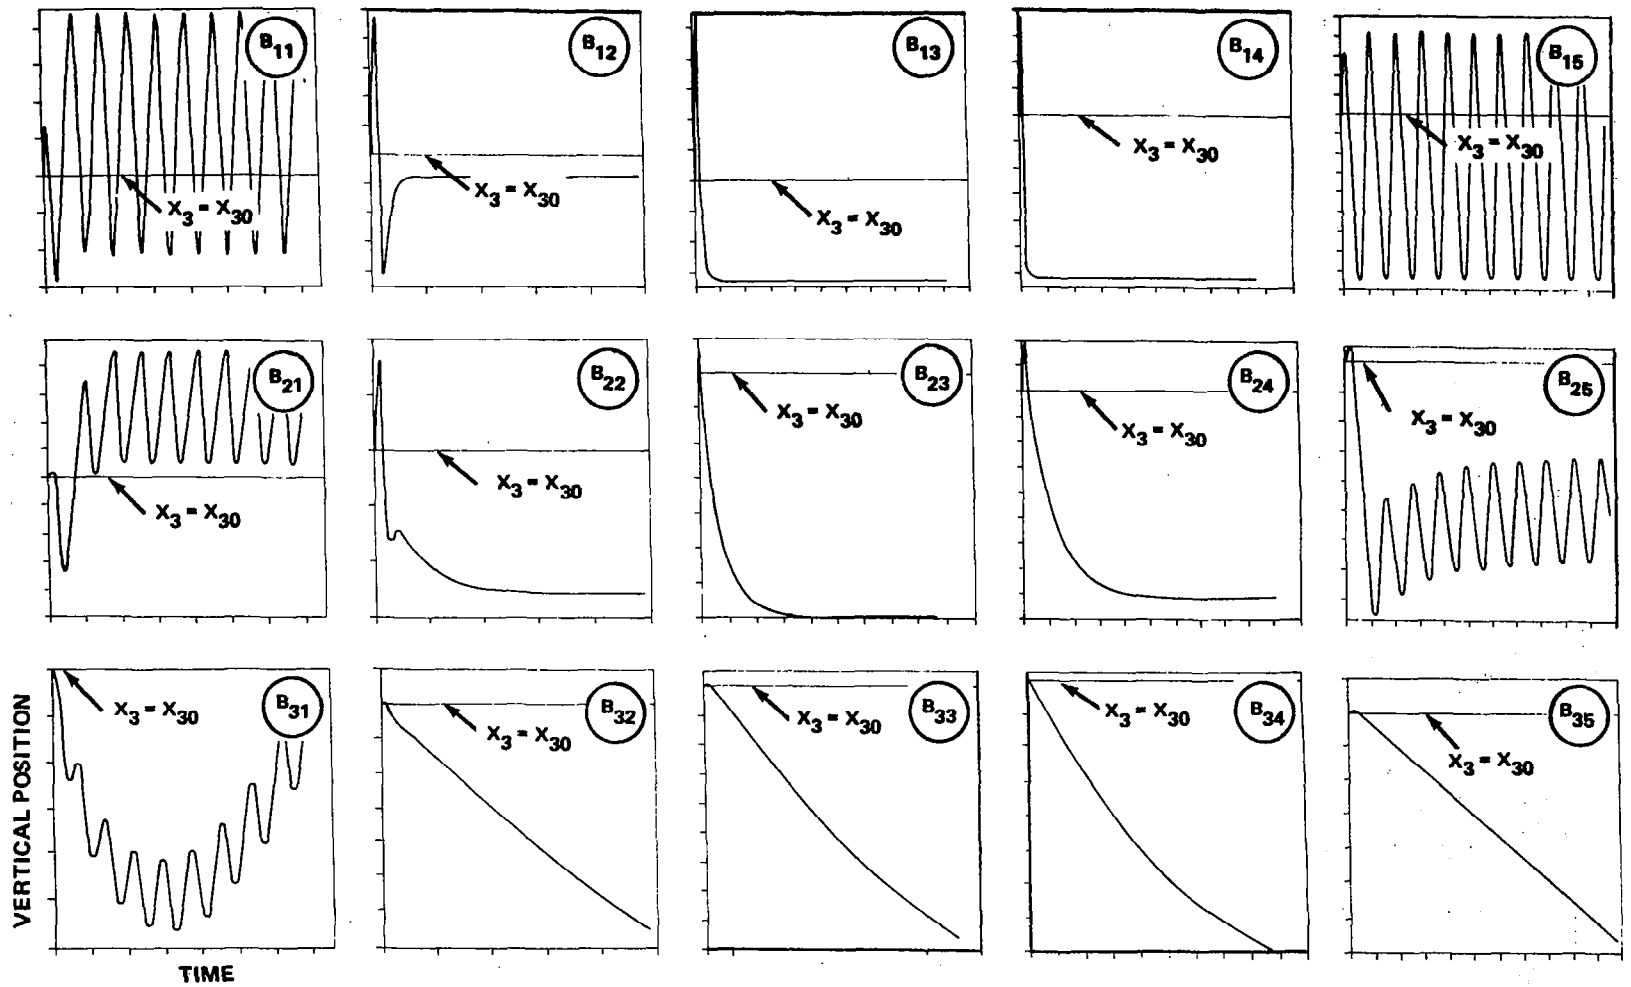 B11
X3 = X30
B12
X3 = X30
B13
X3 = X30
B14
X3 = X30
B15
X3 = X30
B21
X3 = X30
B22
X3 = X30
B23
X3 = X30
B24
X3 = X30
B25
X3 = X30
B31
X3 = X30
B32
X3 = X30
B33
X3 = X30
B34
X3 = X30
B35
X3 = X30
VERTICAL POSITION
TIME